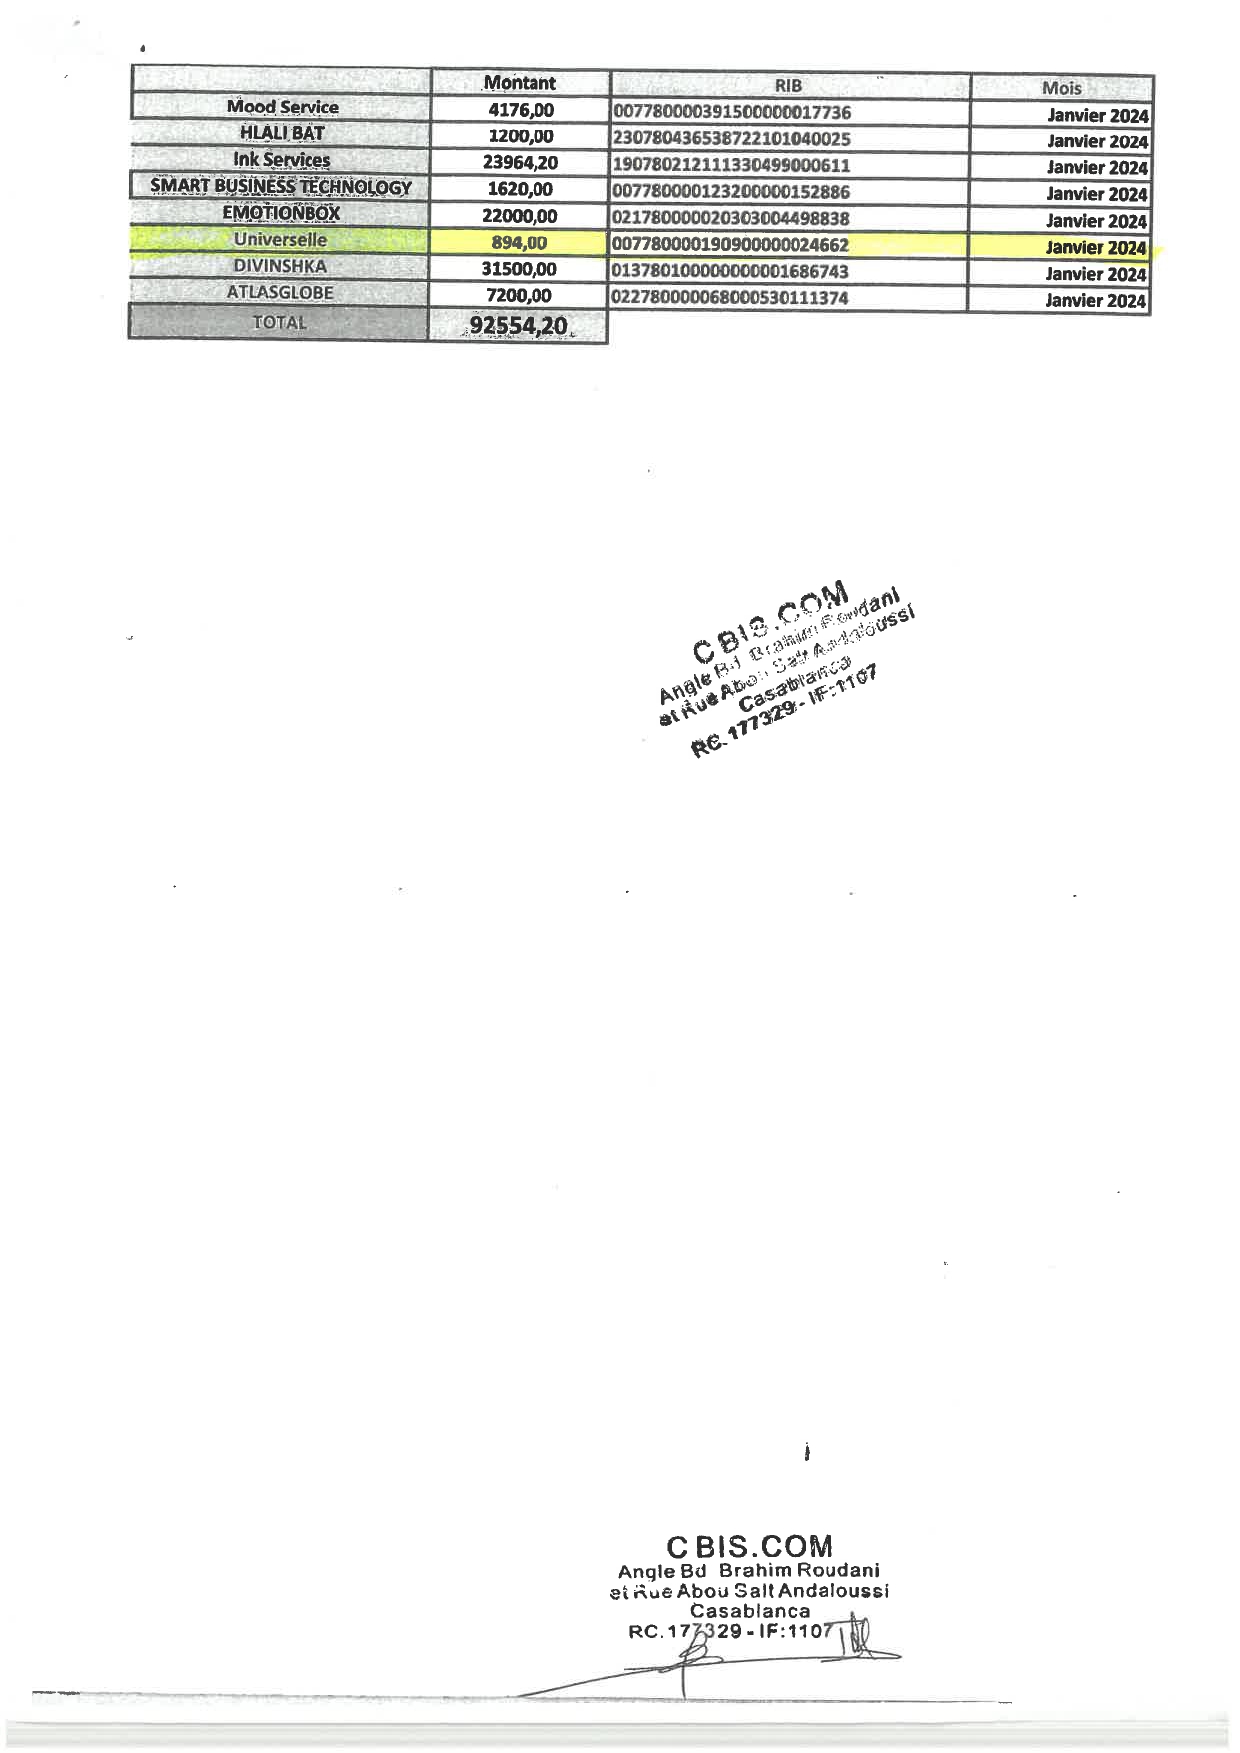 Montant RIB Mois
Mood Service 4176,00 007780000391500000017736 Janvier 2024
HLALI BAT 1200,00 230780436538722101040025 Janvier 2024
Ink Services 23964,20 190780212111330499000611 Janvier 2024
SMART BUSINESS TECHNOLOGY 1620,00 007780000123200000152886 Janvier 2024
EMOTIONBOX 22000,00 021780000020303004498838 Janvier 2024
Universelle 894,00 007780000190900000024662 Janvier 2024
DIVINSHKA 31500,00 013780100000000001686743 Janvier 2024
ATLASGLOBE 7200,00 022780000068000530111374 Janvier 2024
TOTAL 92554,20
CBIS.COM
Angle Bd Brahim Roudani
et Rue Abou Salt Andaloussi
Casablanca
RC.177329 - IF:1107
CBIS.COM
Angle Bd Brahim Roudani
et Rue Abou Salt Andaloussi
Casablanca
RC.177329 - IF:1107